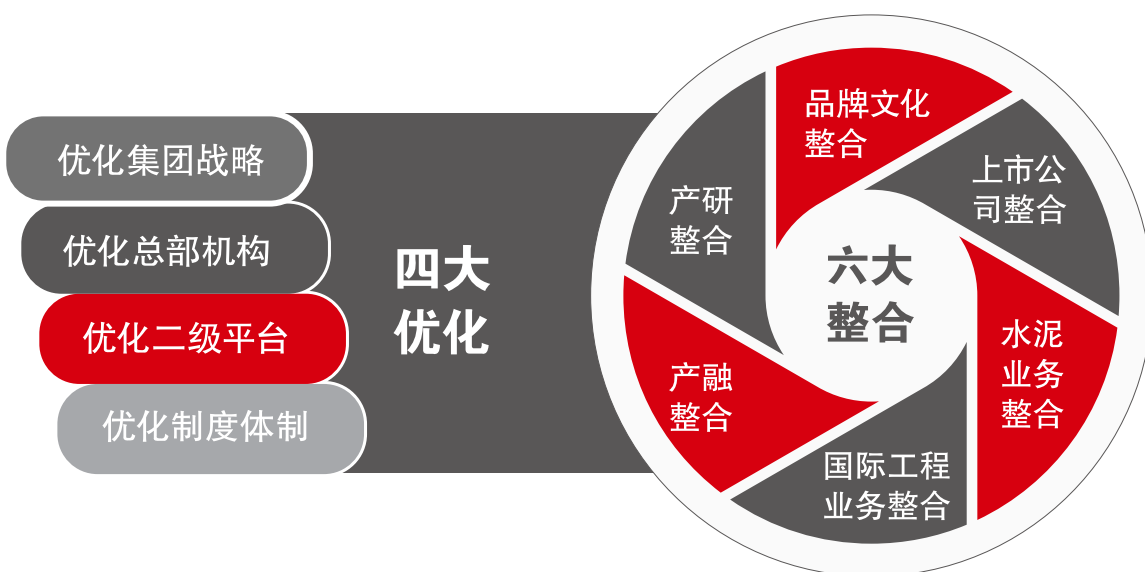 优化集团战略
优化总部机构
优化二级平台
优化制度体制
四大
优化
品牌文化
整合
上市公
司整合
水泥
业务
整合
国际工程
业务整合
产融
整合
产研
整合
六大
整合